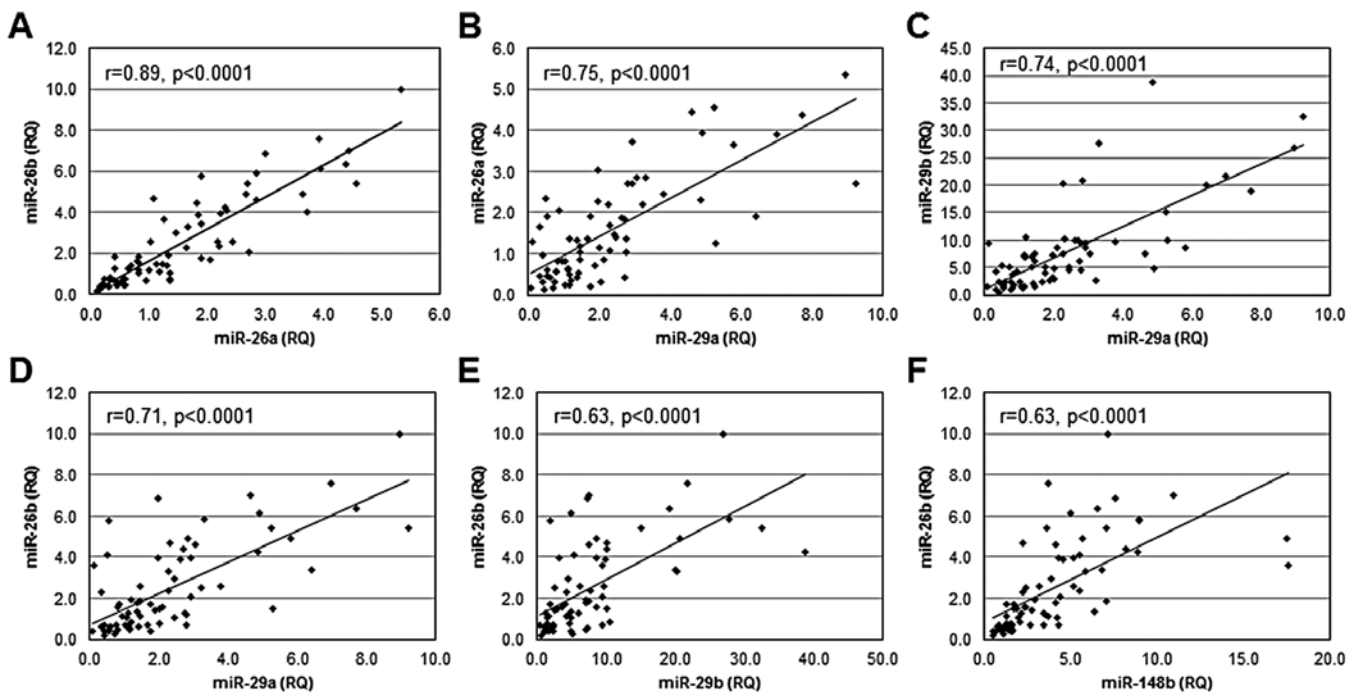 A
12.0
r=0.89, p<0.0001
10.0
8.0
6.0
4.0
2.0
0.0
miR-26b (RQ)
0.0 1.0 2.0 3.0 4.0 5.0 6.0
miR-26a (RQ)
B
6.0
r=0.75, p<0.0001
5.0
4.0
3.0
2.0
1.0
0.0
miR-26a (RQ)
0.0 2.0 4.0 6.0 8.0 10.0
miR-29a (RQ)
C
45.0
r=0.74, p<0.0001
40.0
35.0
30.0
25.0
20.0
15.0
10.0
5.0
0.0
miR-29b (RQ)
0.0 2.0 4.0 6.0 8.0 10.0
miR-29a (RQ)
D
12.0
r=0.71, p<0.0001
10.0
8.0
6.0
4.0
2.0
0.0
miR-26b (RQ)
0.0 2.0 4.0 6.0 8.0 10.0
miR-29a (RQ)
E
12.0
r=0.63, p<0.0001
10.0
8.0
6.0
4.0
2.0
0.0
miR-26b (RQ)
0.0 10.0 20.0 30.0 40.0 50.0
miR-29b (RQ)
F
12.0
r=0.63, p<0.0001
10.0
8.0
6.0
4.0
2.0
0.0
miR-26b (RQ)
0.0 5.0 10.0 15.0 20.0
miR-148b (RQ)